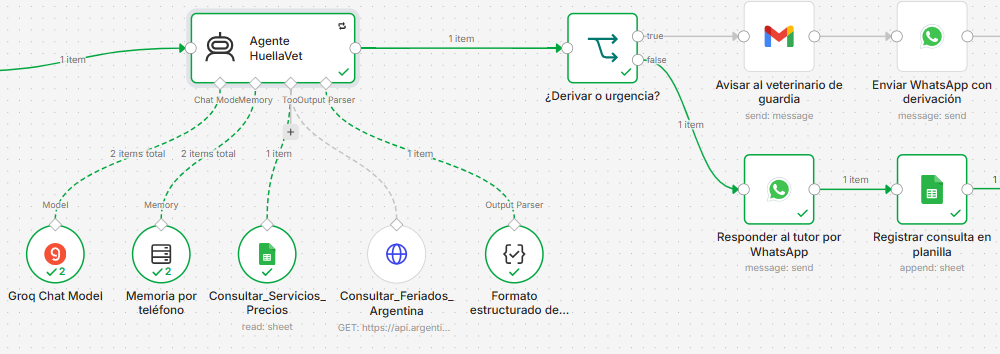 1 item
Agente
HuellaVet
1 item
¿Derivar o urgencia?
true
false
Avisar al veterinario de
guardia
send: message
Enviar WhatsApp con
derivación
message: send
Chat Model
Memory
Tool
Output Parser
+
2 items total
2 items total
1 item
1 item
1 item
Model
Memory
Output Parser
2
2
Groq Chat Model
Memoria por
teléfono
Consultar_Servicios_
Precios
read: sheet
Consultar_Feriados_
Argentina
GET: https://api.argenti...
Formato
estructurado de...
Responder al tutor por
WhatsApp
message: send
1 item
Registrar consulta en
planilla
append: sheet
1